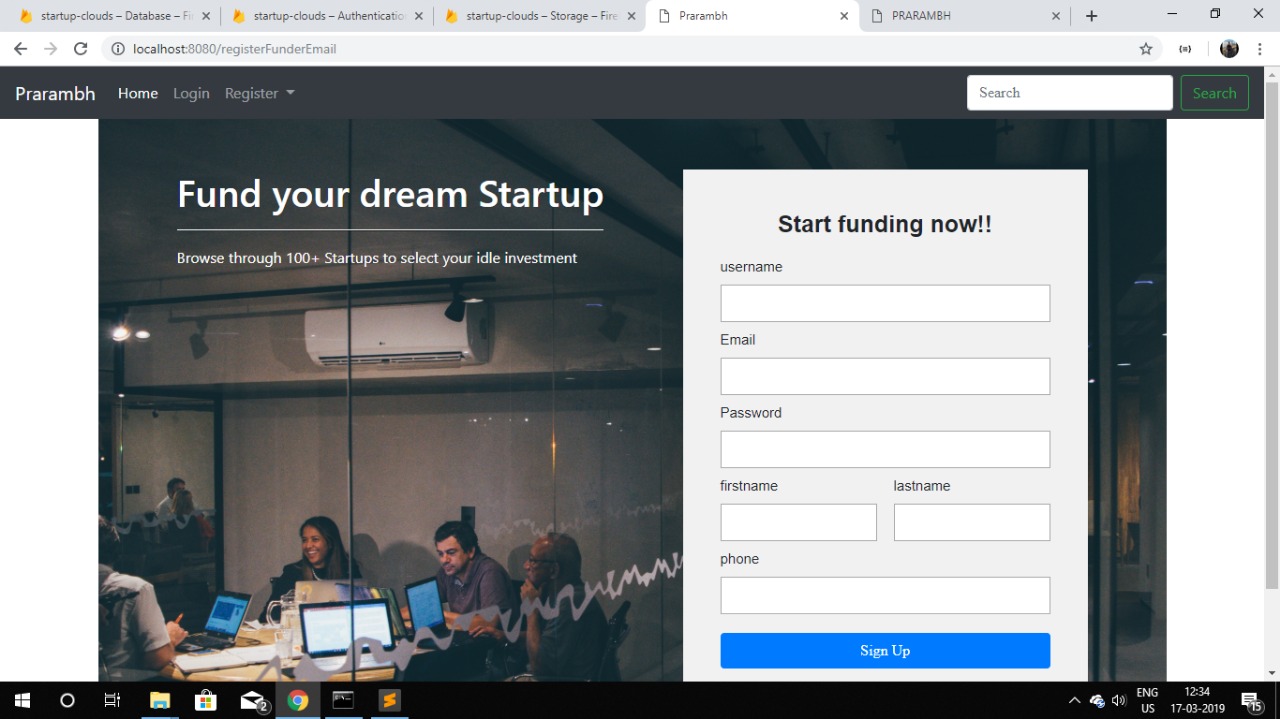 startup-clouds – Database – Fi
startup-clouds – Authenticatio
startup-clouds – Storage – Fire
Prarambh
PRARAMBH
localhost:8080/registerFunderEmail
Prarambh Home Login Register Search Search
Fund your dream Startup
Browse through 100+ Startups to select your idle investment
Start funding now!!
username
Email
Password
firstname lastname
phone
Sign Up
2
ENG
US
12:34
17-03-2019
15